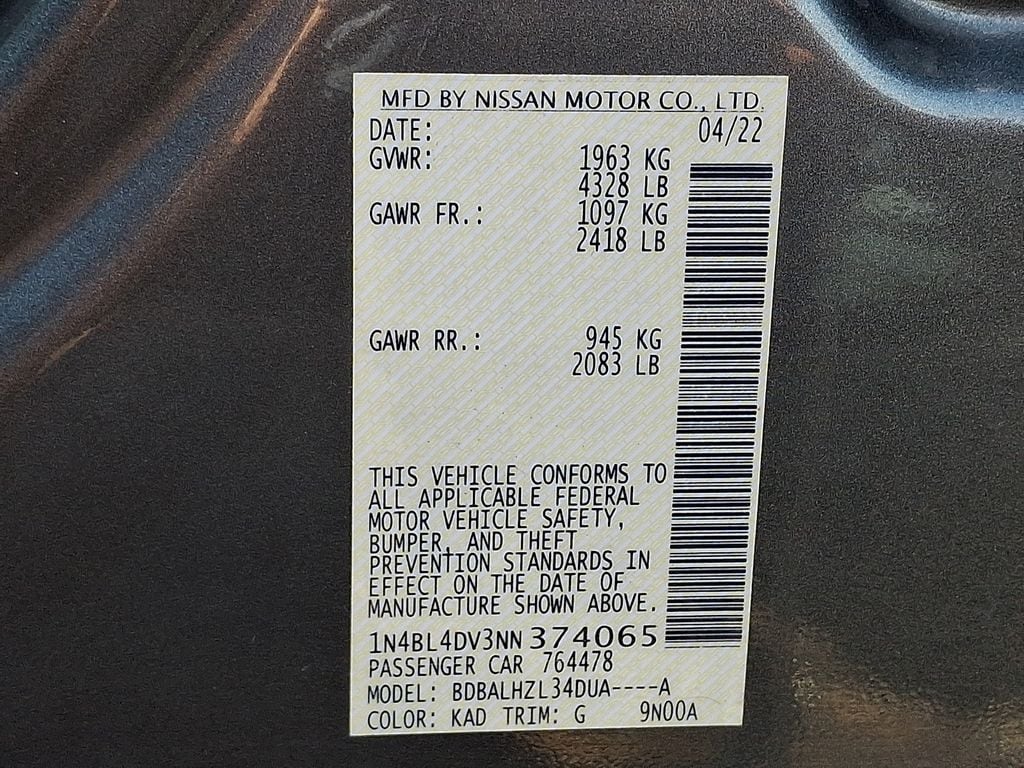 MFD BY NISSAN MOTOR CO., LTD.
DATE: 04/22
GVWR: 1963 KG
4328 LB
GAWR FR.: 1097 KG
2418 LB
GAWR RR.: 945 KG
2083 LB
THIS VEHICLE CONFORMS TO
ALL APPLICABLE FEDERAL
MOTOR VEHICLE SAFETY,
BUMPER, AND THEFT
PREVENTION STANDARDS IN
EFFECT ON THE DATE OF
MANUFACTURE SHOWN ABOVE.
1N4BL4DV3NN374065
PASSENGER CAR 764478
MODEL: BDBALHZL34DUA----A
COLOR: KAD TRIM: G 9N00A